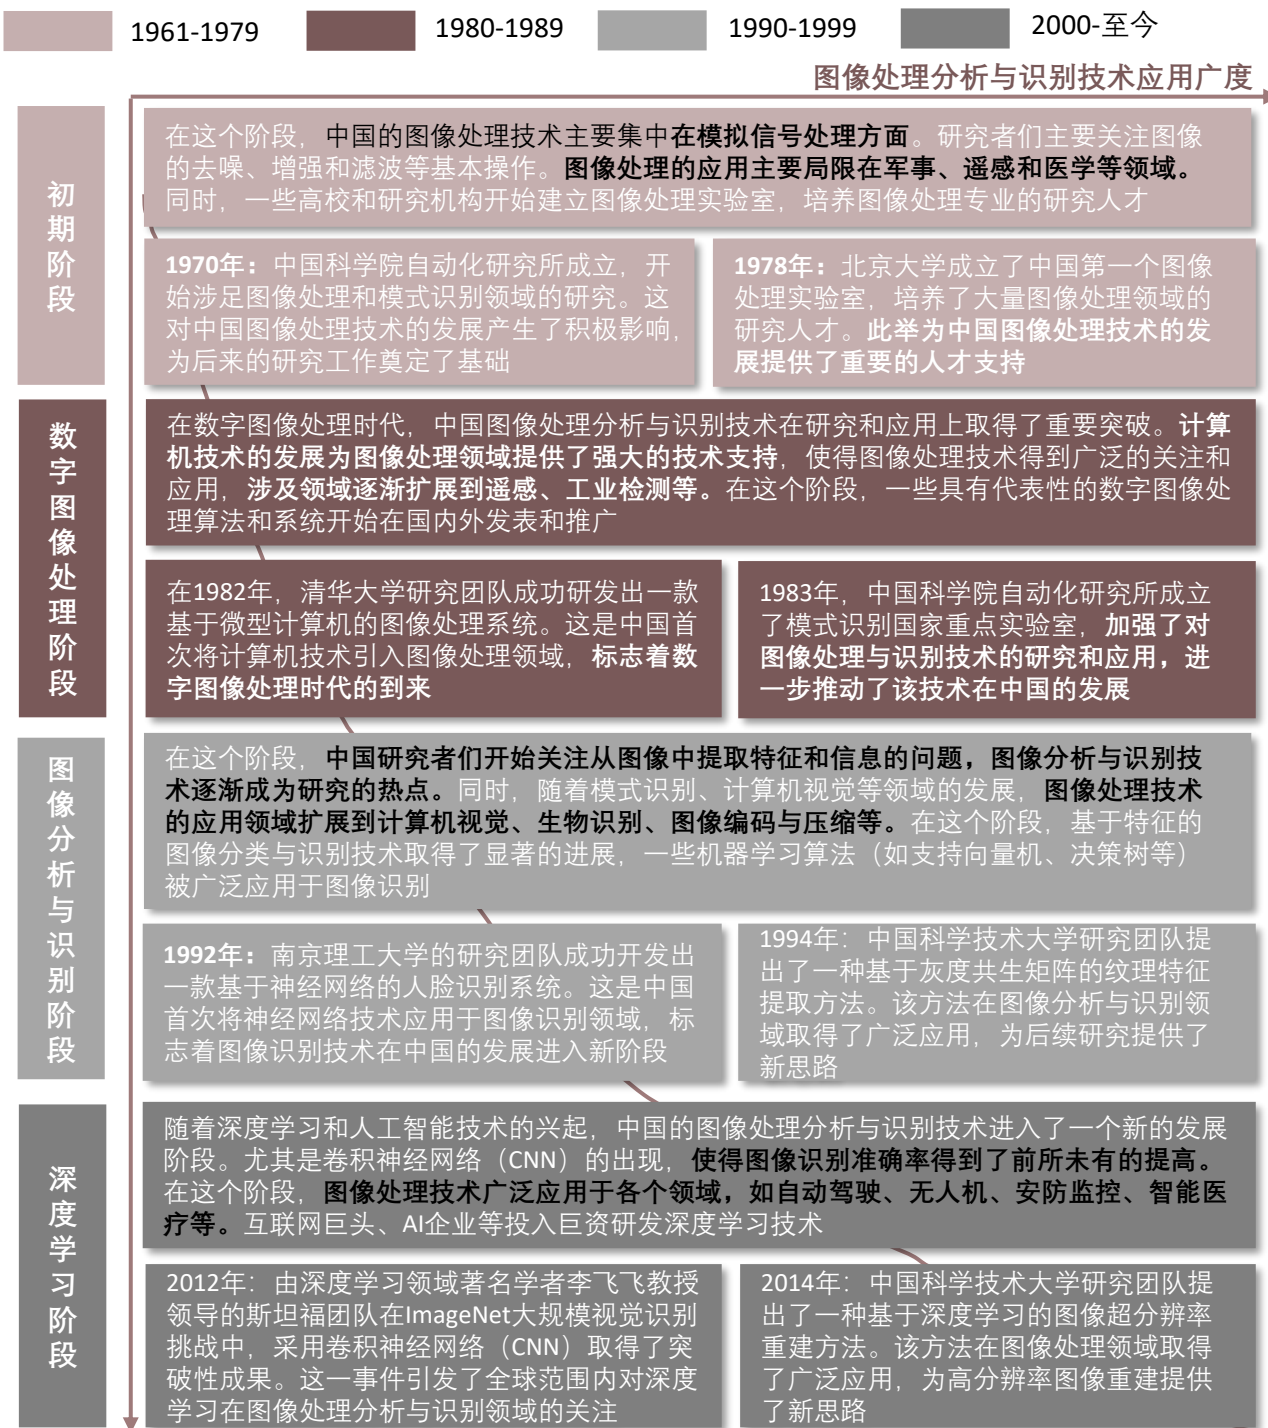 1961-1979
1980-1989
1990-1999
2000-至今
图像处理分析与识别技术应用广度
初期阶段
在这个阶段，中国的图像处理技术主要集中在模拟信号处理方面。研究者们主要关注图像
的去噪、增强和滤波等基本操作。图像处理的应用主要局限在军事、遥感和医学等领域。
同时，一些高校和研究机构开始建立图像处理实验室，培养图像处理专业的研究人才
1970年：中国科学院自动化研究所成立，开
始涉足图像处理和模式识别领域的研究。这
对中国图像处理技术的发展产生了积极影响，
为后来的研究工作奠定了基础
1978年：北京大学成立了中国第一个图像
处理实验室，培养了大量图像处理领域的
研究人才。此举为中国图像处理技术的发
展提供了重要的人才支持
数字图像处理阶段
在数字图像处理时代，中国图像处理分析与识别技术在研究和应用上取得了重要突破。计算
机技术的发展为图像处理领域提供了强大的技术支持，使得图像处理技术得到广泛的关注和
应用，涉及领域逐渐扩展到遥感、工业检测等。在这个阶段，一些具有代表性的数字图像处
理算法和系统开始在国内外发表和推广
在1982年，清华大学研究团队成功研发出一款
基于微型计算机的图像处理系统。这是中国首
次将计算机技术引入图像处理领域，标志着数
字图像处理时代的到来
1983年，中国科学院自动化研究所成立
了模式识别国家重点实验室，加强了对
图像处理与识别技术的研究和应用，进
一步推动了该技术在中国的发展
图像分析与识别阶段
在这个阶段，中国研究者们开始关注从图像中提取特征和信息的问题，图像分析与识别技
术逐渐成为研究的热点。同时，随着模式识别、计算机视觉等领域的发展，图像处理技术
的应用领域扩展到计算机视觉、生物识别、图像编码与压缩等。在这个阶段，基于特征的
图像分类与识别技术取得了显著的进展，一些机器学习算法（如支持向量机、决策树等）
被广泛应用于图像识别
1992年：南京理工大学的研究团队成功开发出
一款基于神经网络的人脸识别系统。这是中国
首次将神经网络技术应用于图像识别领域，标
志着图像识别技术在中国的发展进入新阶段
1994年：中国科学技术大学研究团队提
出了一种基于灰度共生矩阵的纹理特征
提取方法。该方法在图像分析与识别领
域取得了广泛应用，为后续研究提供了
新思路
深度学习阶段
随着深度学习和人工智能技术的兴起，中国的图像处理分析与识别技术进入了一个新的发展
阶段。尤其是卷积神经网络（CNN）的出现，使得图像识别准确率得到了前所未有的提高。
在这个阶段，图像处理技术广泛应用于各个领域，如自动驾驶、无人机、安防监控、智能医
疗等。互联网巨头、AI企业等投入巨资研发深度学习技术
2012年：由深度学习领域著名学者李飞飞教授
领导的斯坦福团队在ImageNet大规模视觉识别
挑战中，采用卷积神经网络（CNN）取得了突
破性成果。这一事件引发了全球范围内对深度
学习在图像处理分析与识别领域的关注
2014年：中国科学技术大学研究团队提
出了一种基于深度学习的图像超分辨率
重建方法。该方法在图像处理领域取得
了广泛应用，为高分辨率图像重建提供
了新思路